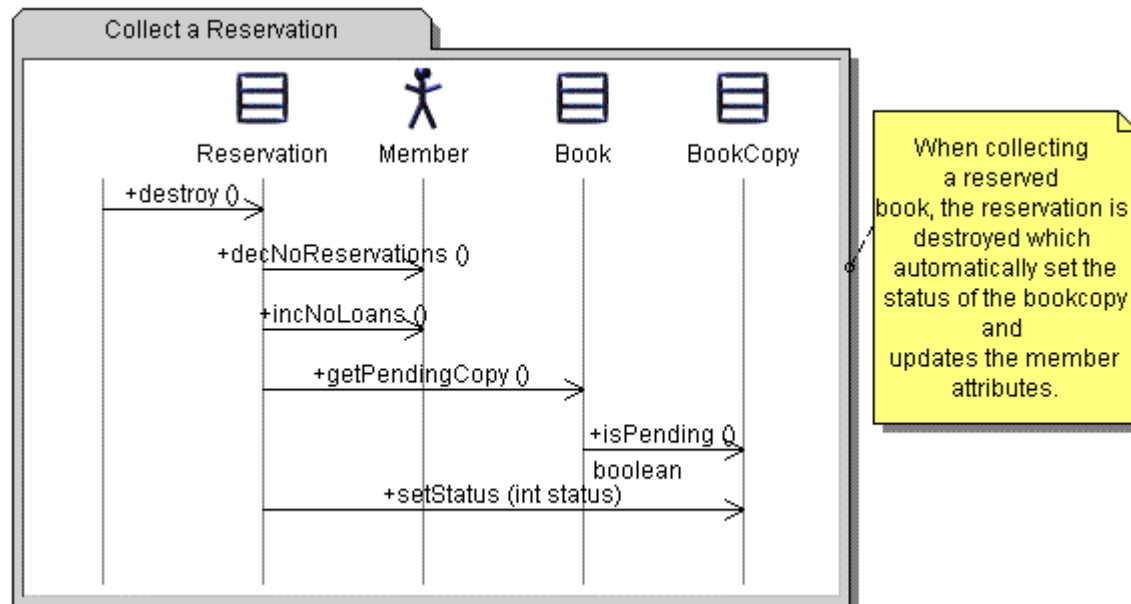 Collect a Reservation
Reservation Member Book BookCopy
+destroy ()
+decNoReservations ()
+incNoLoans ()
+getPendingCopy ()
+isPending ()
boolean
+setStatus (int status)
When collecting
a reserved
book, the reservation is
destroyed which
automatically set the
status of the bookcopy
and
updates the member
attributes.